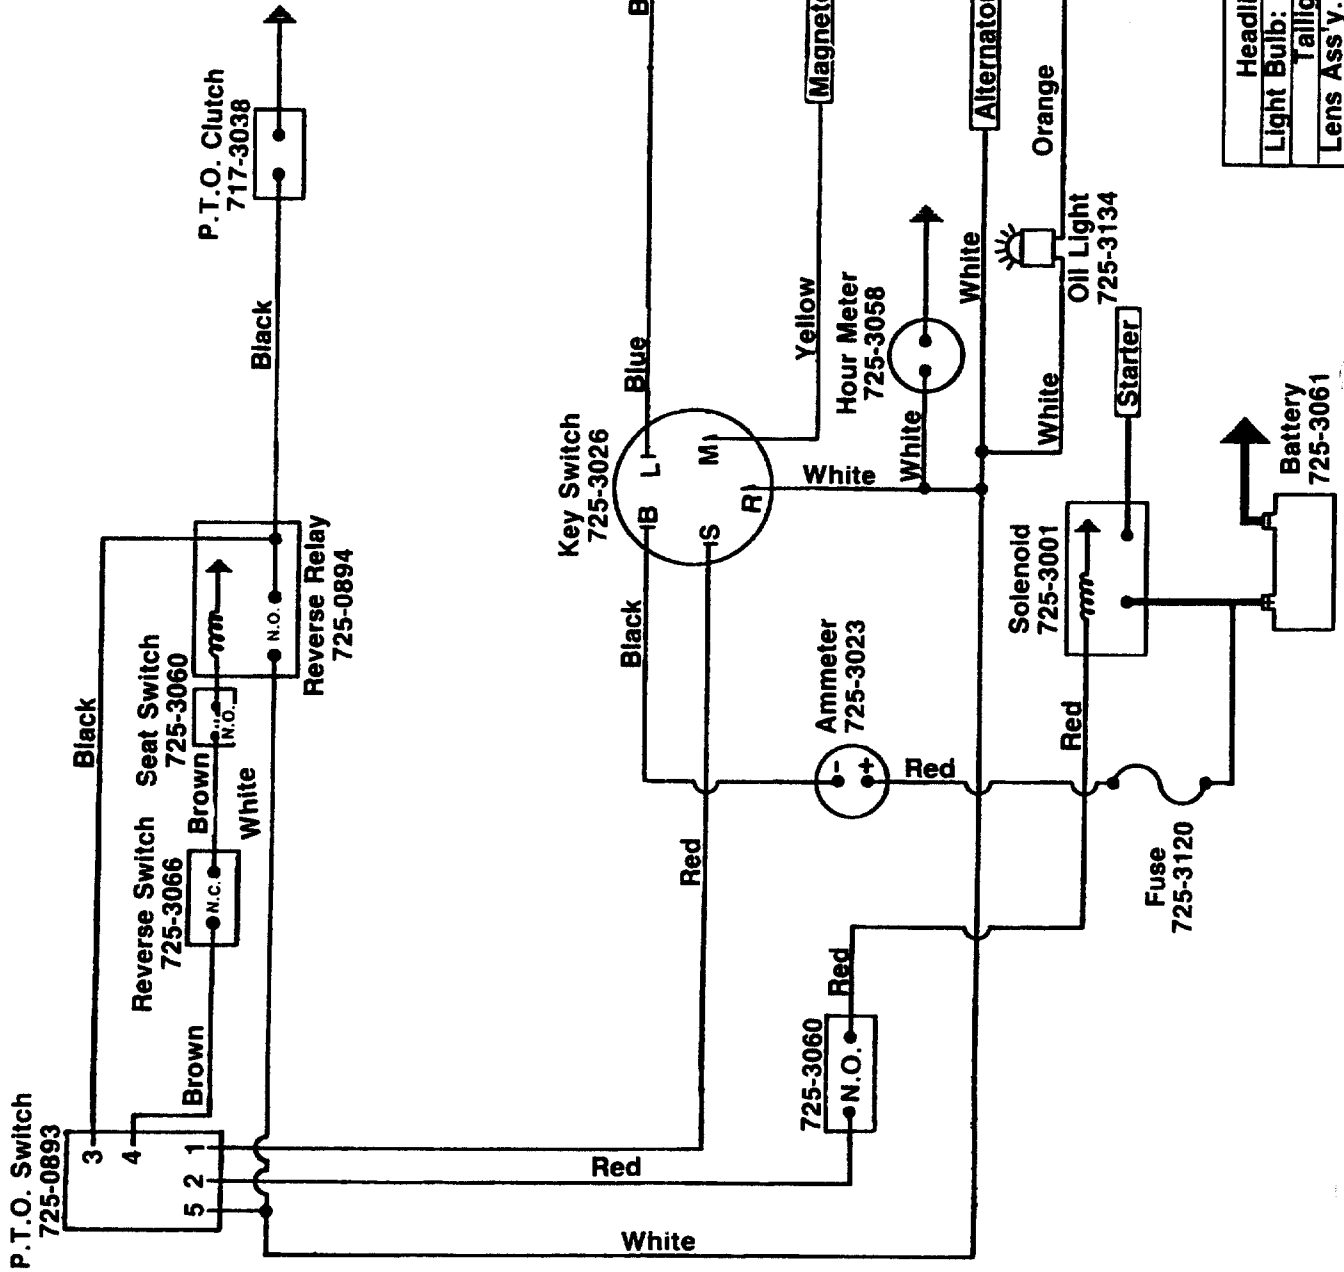 P.T.O. Switch
725-0893
3
4
1
2
5
Black
Brown
Reverse Switch
725-3066
N.C.
Brown
Seat Switch
725-3060
N.O.
White
Reverse Relay
725-0894
N.O.
Black
P.T.O. Clutch
717-3038
Red
White
Red
Key Switch
725-3026
B
L
S
M
R
Black
Blue
Yellow
White
Ammeter
725-3023
-
+
Red
725-3060
N.O.
Red
Hour Meter
725-3058
White
White
White
Orange
Oil Light
725-3134
Solenoid
725-3001
Red
Starter
Fuse
725-3120
Battery
725-3061
+
-
Light Bulb:
Lens Ass'y.